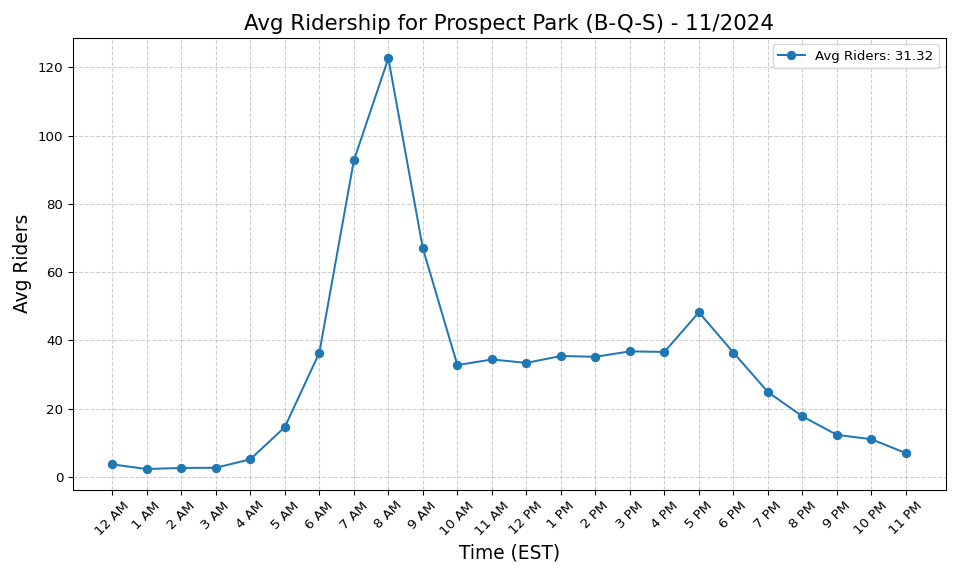 Avg Ridership for Prospect Park (B-Q-S) - 11/2024
Avg Riders: 31.32
Avg Riders
120
100
80
60
40
20
0
12 AM
1 AM
2 AM
3 AM
4 AM
5 AM
6 AM
7 AM
8 AM
9 AM
10 AM
11 AM
12 PM
1 PM
2 PM
3 PM
4 PM
5 PM
6 PM
7 PM
8 PM
9 PM
10 PM
11 PM
Time (EST)